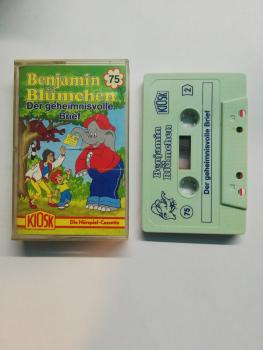 Benjamin
Blümchen
75
Der geheimnisvolle
Brief
KIOSK
Die Hörspiel-Cassette
KIOSK
2
Benjamin
Blümchen
Der geheimnisvolle Brief
75